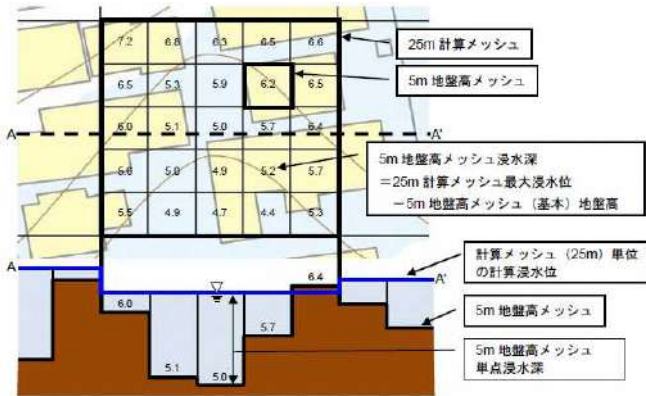 7.2 6.8 6.3 6.5 6.6
25m 計算メッシュ
6.5 5.3 5.9 6.2 6.5
5m 地盤高メッシュ
6.0 5.1 5.0 5.7 6.4
A A'
5.0 4.9 5.2 5.7
5m 地盤高メッシュ浸水深
=25m 計算メッシュ最大浸水位
-5m 地盤高メッシュ(基本)地盤高
5.5 4.9 4.7 4.4 5.3
A A'
計算メッシュ(25m)単位
の計算浸水位
6.0 5.1 5.0 5.7 6.4
5m 地盤高メッシュ
5m 地盤高メッシュ
単点浸水深